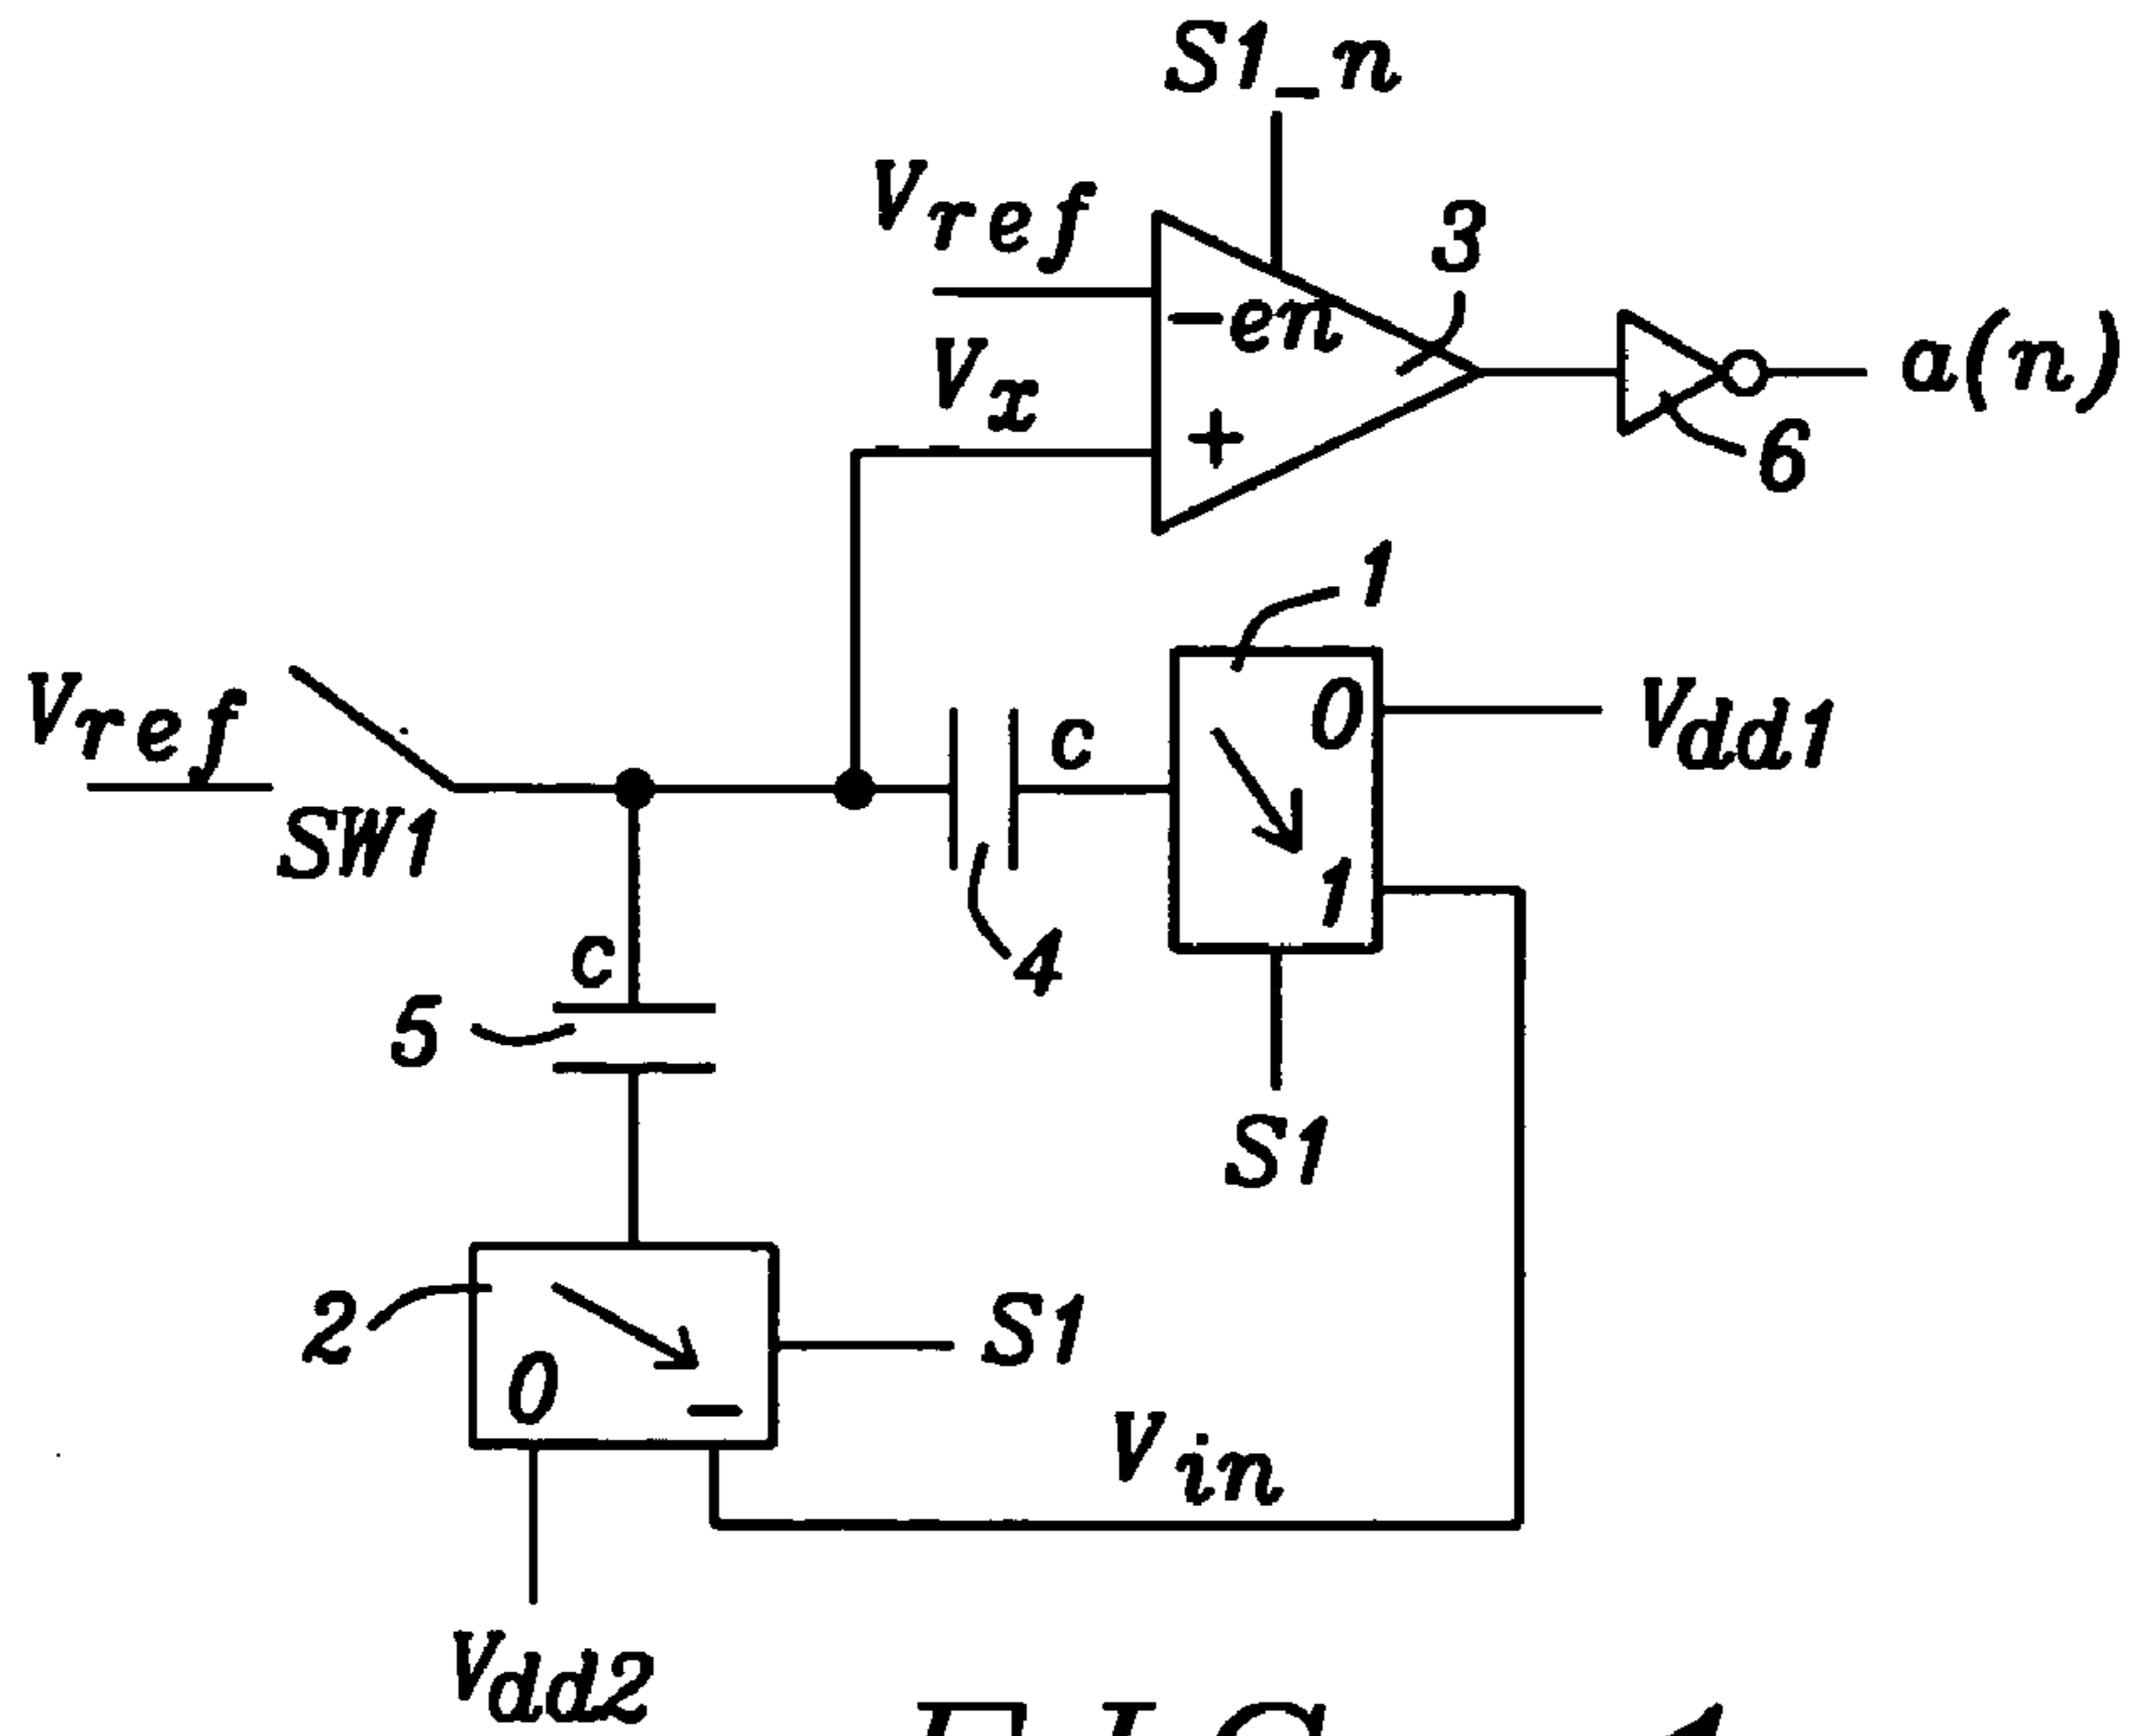 S1_n
Vref
3
-en
Vx
a(n)
+
6
1
Vref
SW1
c
0
Vdd1
1
4
c
5
S1
2
S1
0
-
Vin
Vdd2